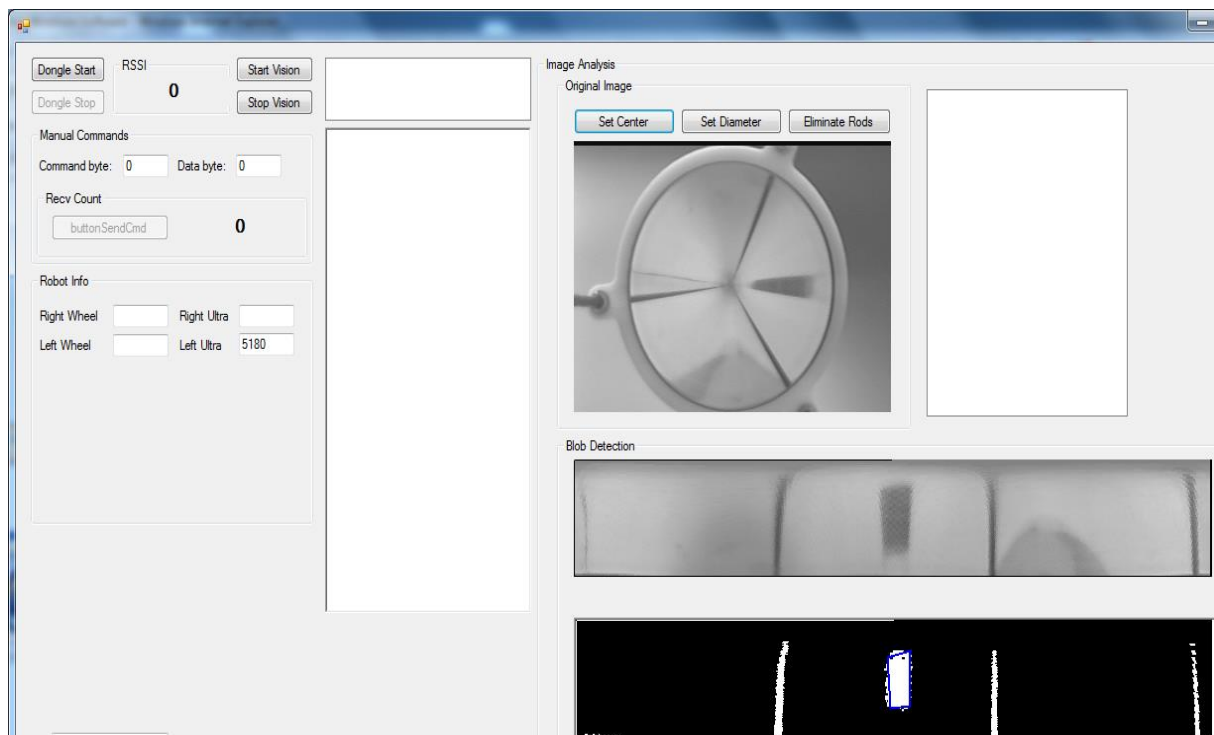 Dongle Start
RSSI
Start Vision
0
Dongle Stop
Stop Vision
Manual Commands
Command byte: 0 Data byte: 0
Recv Count
buttonSendCmd
0
Robot Info
Right Wheel Right Ultra
Left Wheel Left Ultra 5180
Image Analysis
Original Image
Set Center Set Diameter Eliminate Rods
Blob Detection